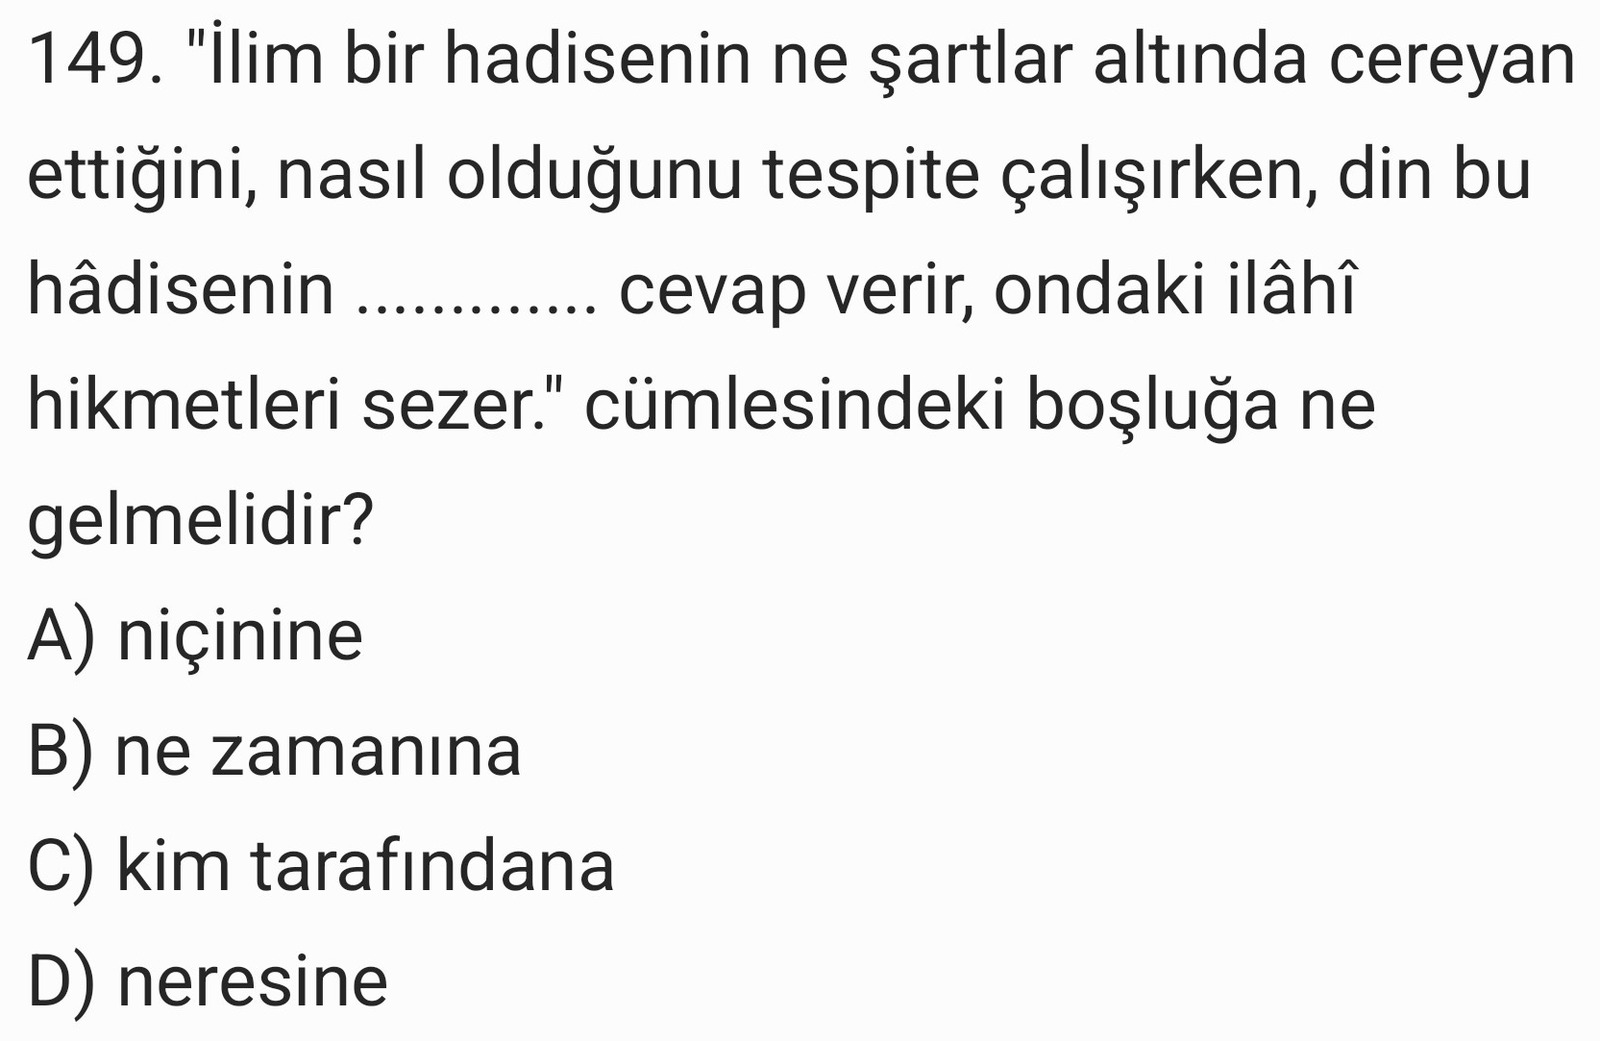 149. "İlim bir hadisenin ne şartlar altında cereyan
ettiğini, nasıl olduğunu tespite çalışırken, din bu
hâdisenin ............. cevap verir, ondaki ilâhî
hikmetleri sezer." cümlesindeki boşluğa ne
gelmelidir?
A) niçinine
B) ne zamanına
C) kim tarafındana
D) neresine